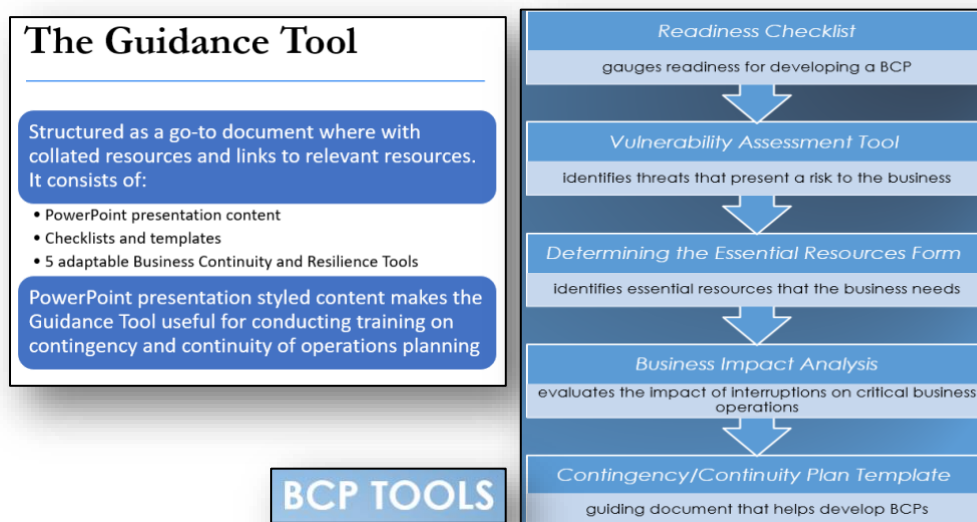 The Guidance Tool
Structured as a go-to document where with
collated resources and links to relevant resources.
It consists of:
• PowerPoint presentation content
• Checklists and templates
• 5 adaptable Business Continuity and Resilience Tools
PowerPoint presentation styled content makes the
Guidance Tool useful for conducting training on
contingency and continuity of operations planning
BCP TOOLS
Readiness Checklist
gauges readiness for developing a BCP
Vulnerability Assessment Tool
identifies threats that present a risk to the business
Determining the Essential Resources Form
identifies essential resources that the business needs
Business Impact Analysis
evaluates the impact of interruptions on critical business
operations
Contingency/Continuity Plan Template
guiding document that helps develop BCPs